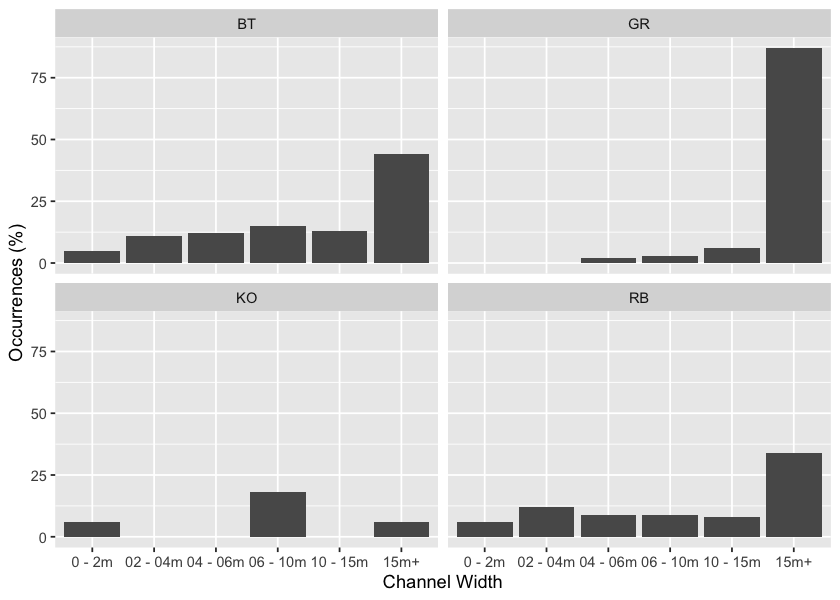 BT
GR
75
50
25
0
KO
RB
75
50
25
0
0 - 2m 02 - 04m 04 - 06m 06 - 10m 10 - 15m 15m+
0 - 2m 02 - 04m 04 - 06m 06 - 10m 10 - 15m 15m+
Channel Width
Occurrences (%)